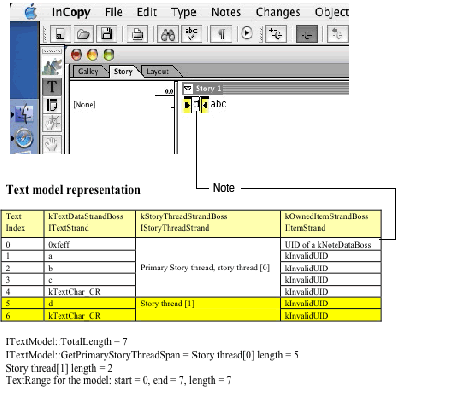 InCopy File Edit Type Notes Changes Object
abc
Galley Story Layout
0.0 Story 1
[None] abc
Note
Text model representation
Text Index kTextDataStrandBoss ITextStrand kStoryThreadStrandBoss IStoryThreadStrand kOwnedItemStrandBoss IItemStrand
0 0xfeff UID of a kNoteDataBoss
1 a kInvalidUID
2 b Primary Story thread, story thread [0] kInvalidUID
3 c kInvalidUID
4 kTextChar_CR kInvalidUID
5 d Story thread [1] kInvalidUID
6 kTextChar_CR kInvalidUID
ITextModel: TotalLength = 7
ITextModel::GetPrimaryStoryThreadSpan = Story thread[0] length = 5
Story thread[1] length = 2
TextRange for the model: start = 0, end = 7, length = 7